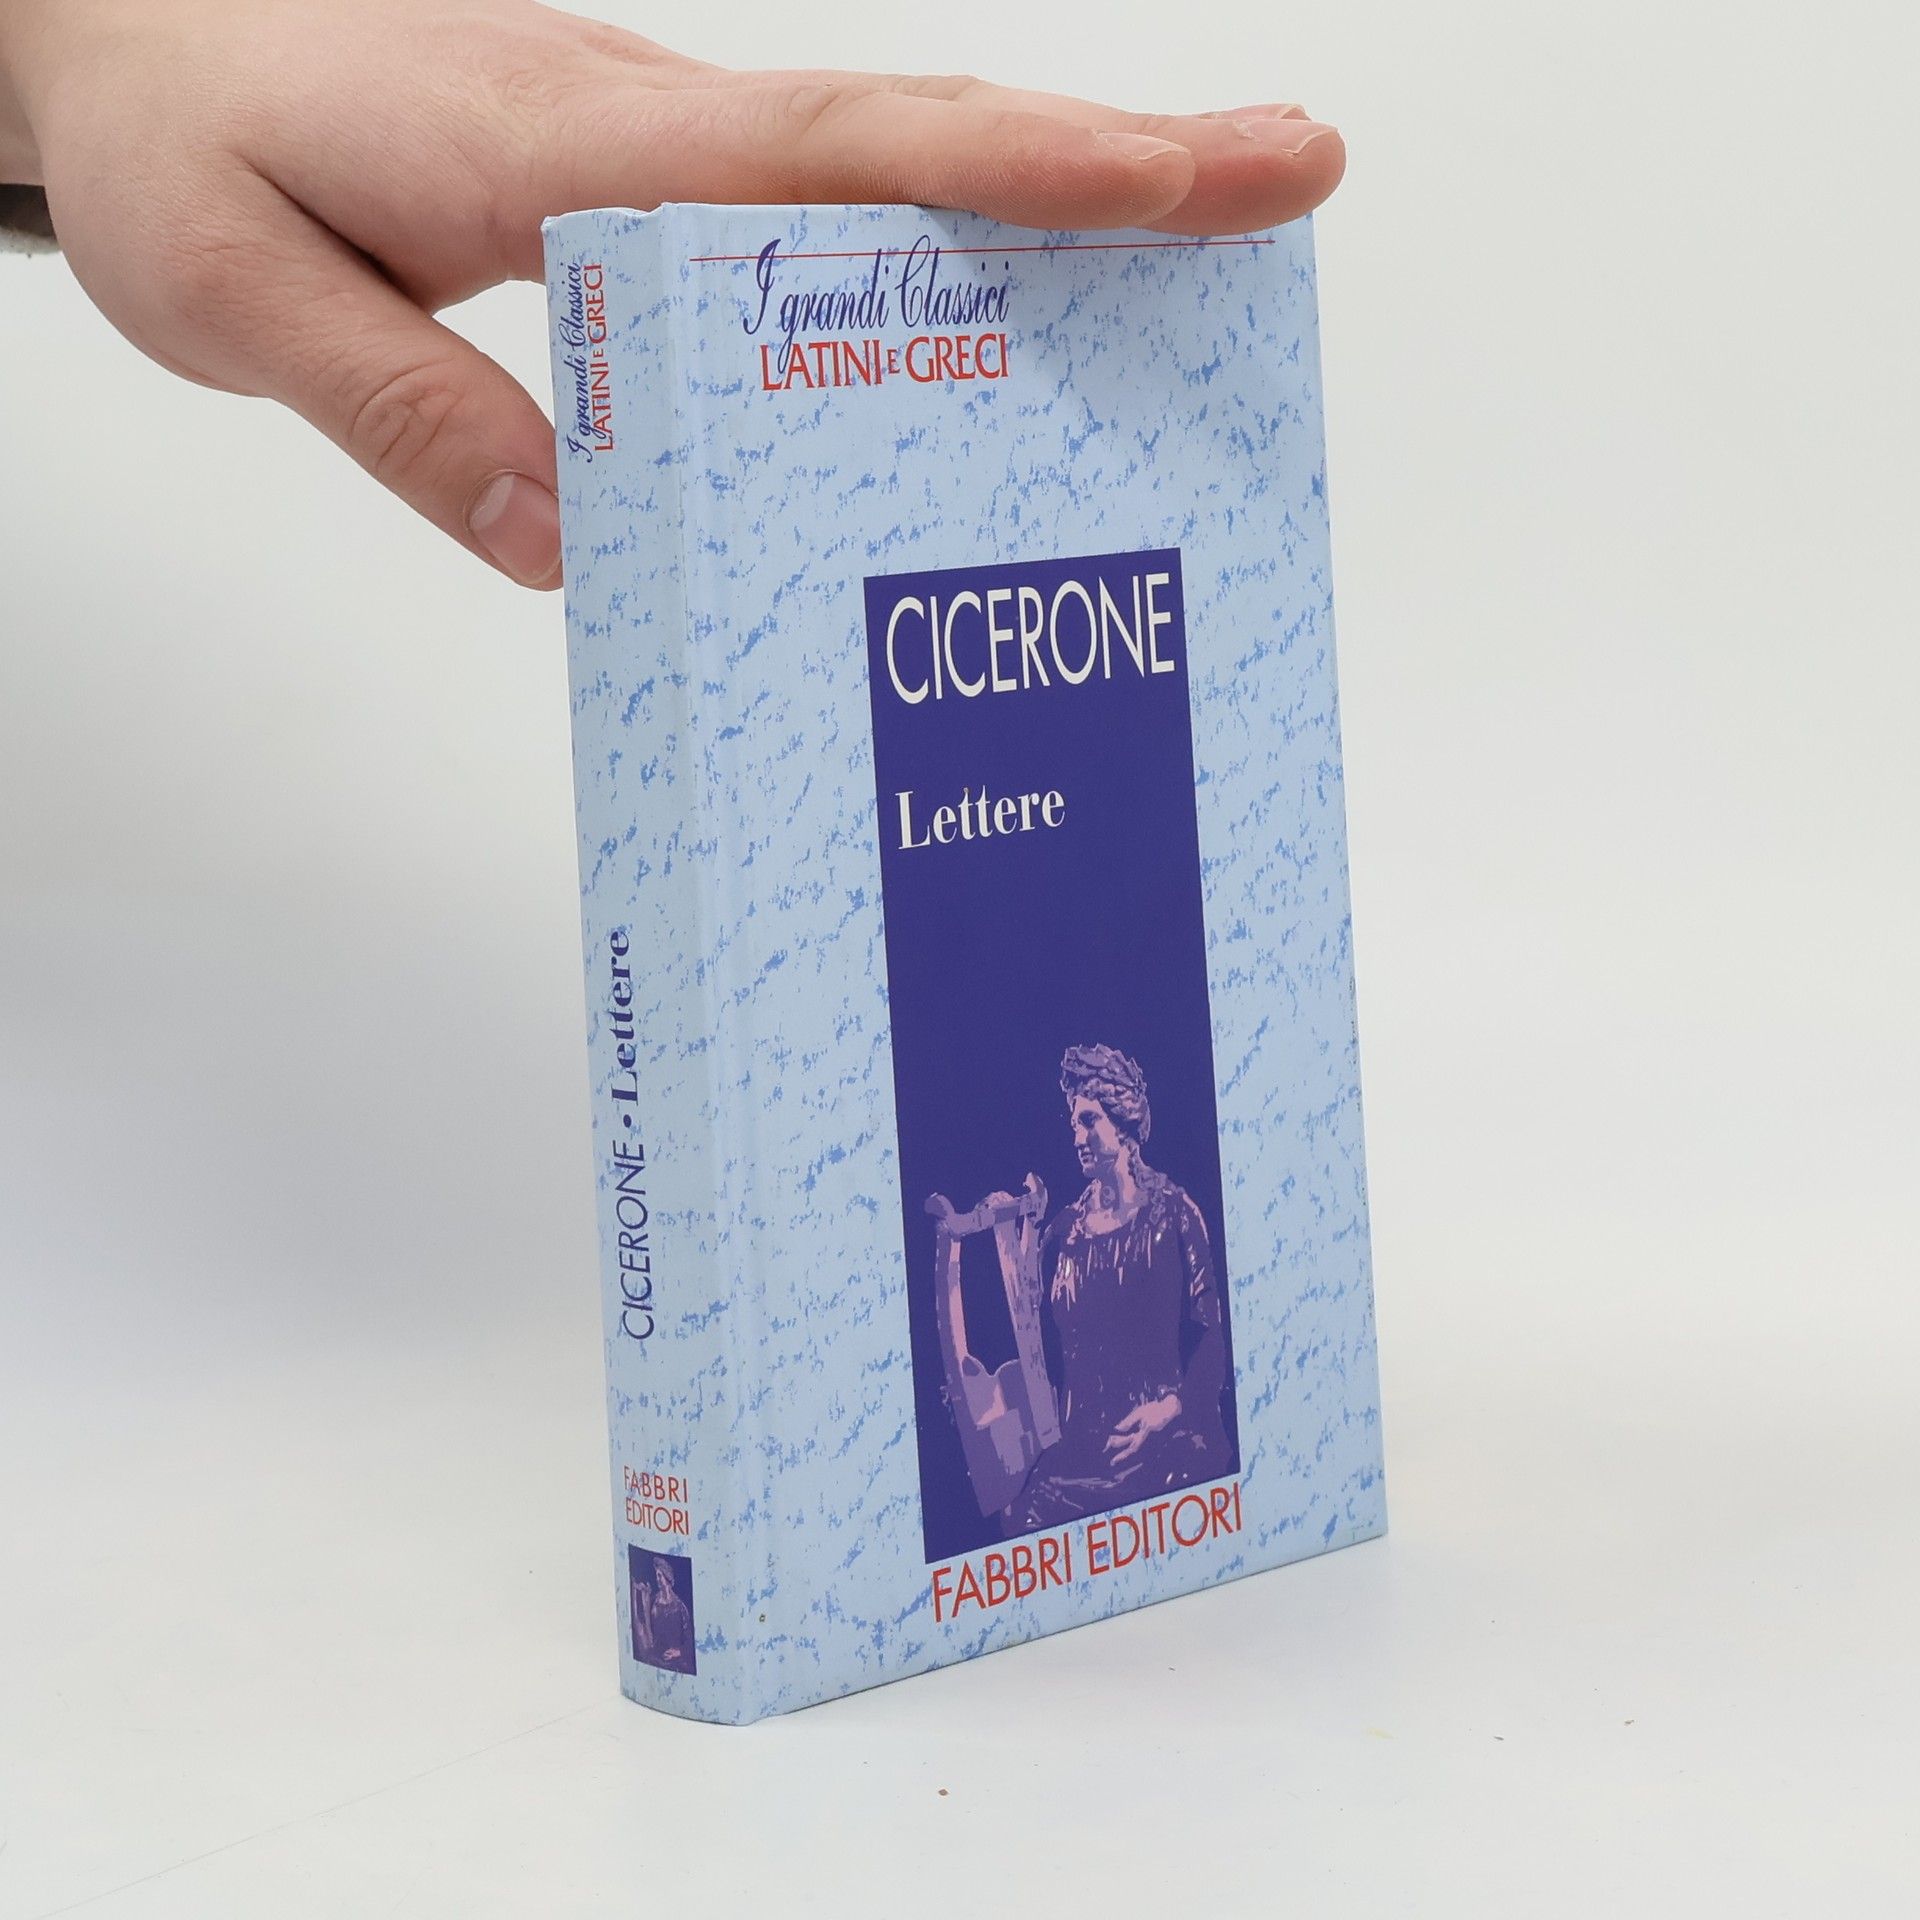 I grandi Classici
LATINI E GRECI
CICERONE
Lettere
FABBRI EDITORI
I grandi Classici
LATINI E GRECI
CICERONE • Lettere
FABBRI
EDITORI